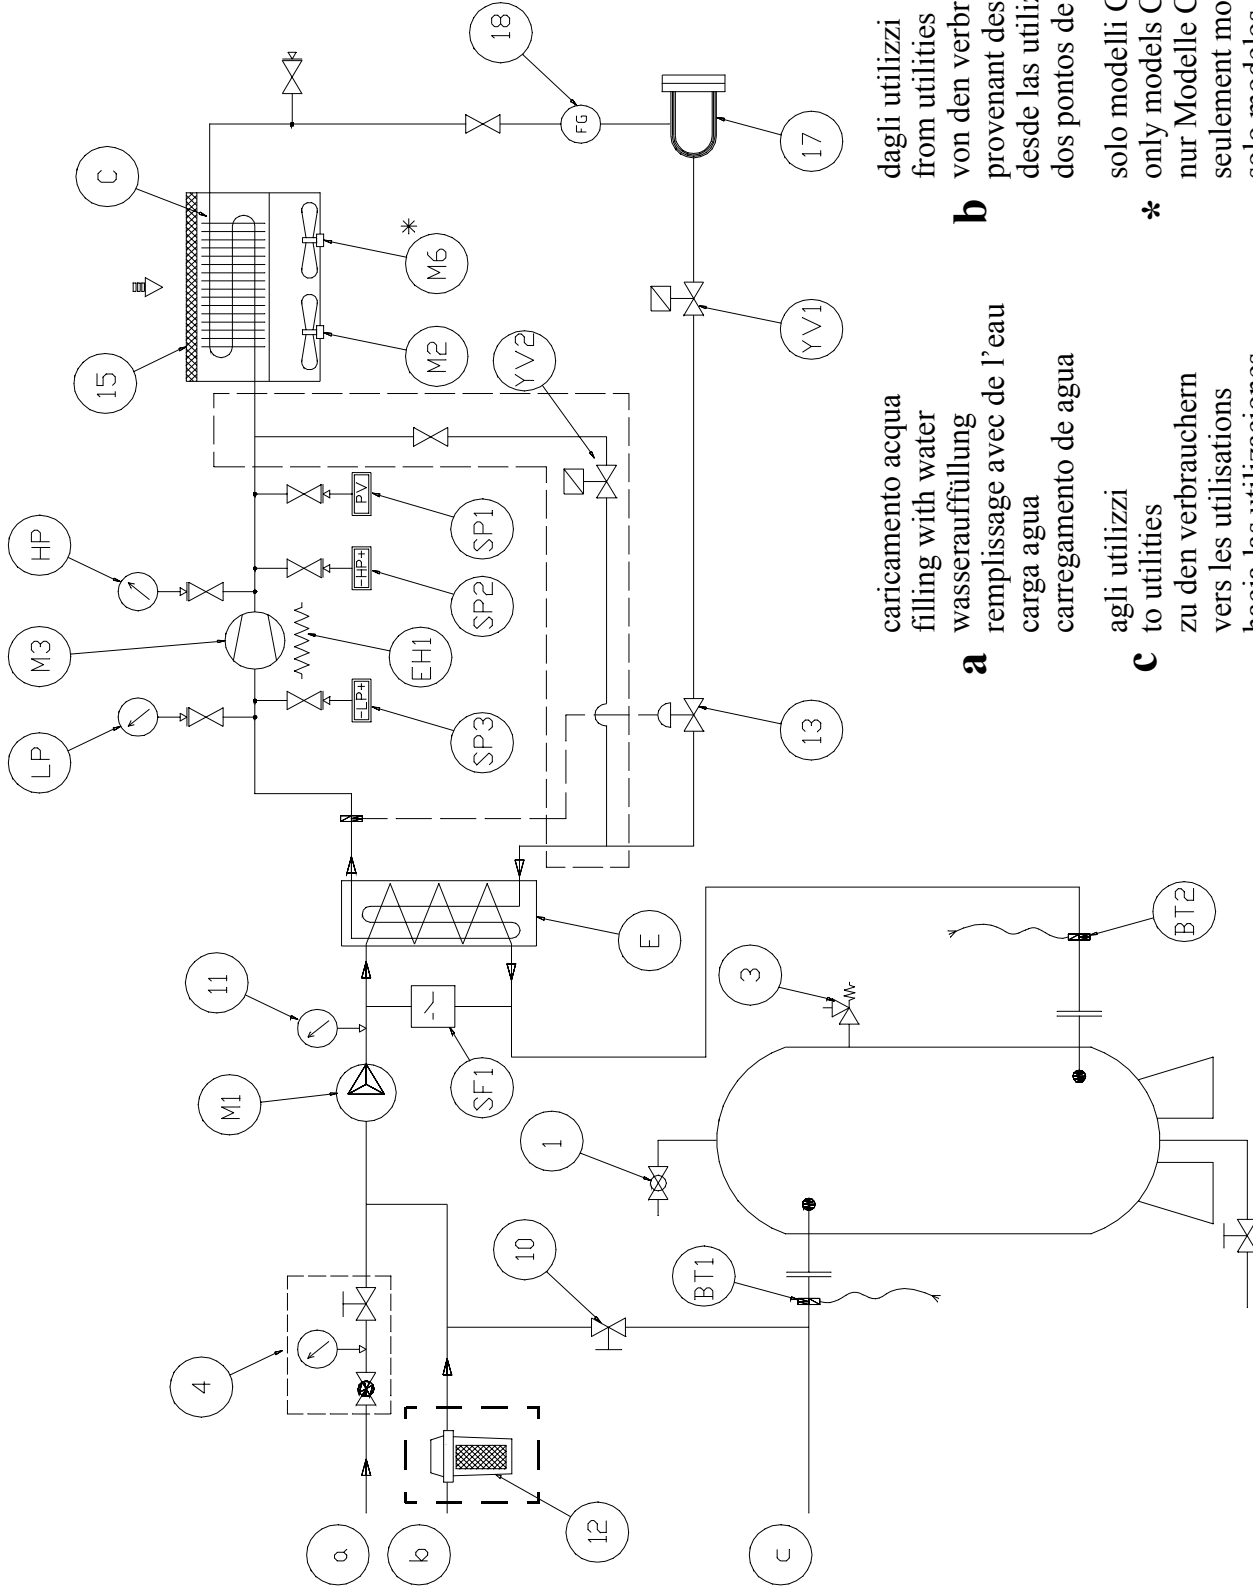 a
b
c
4
12
10
M1
11
SF1
BT1
1
3
BT2
E
LP
M3
HP
-LP+
-HP+
PV
SP3
EH1
SP2
SP1
YV2
15
C
M2
M6
*
18
FG
17
YV1
13
a
caricamento acqua
filling with water
wasserauffüllung
remplissage avec de l'eau
carga agua
carregamento de agua
b
dagli utilizzi
from utilities
von den
provenant des
desde las
dos pontos de
c
agli utilizzi
to utilities
zu den verbrauchern
vers les utilisations
*
solo modelli
only models
nur Modelle
seulement